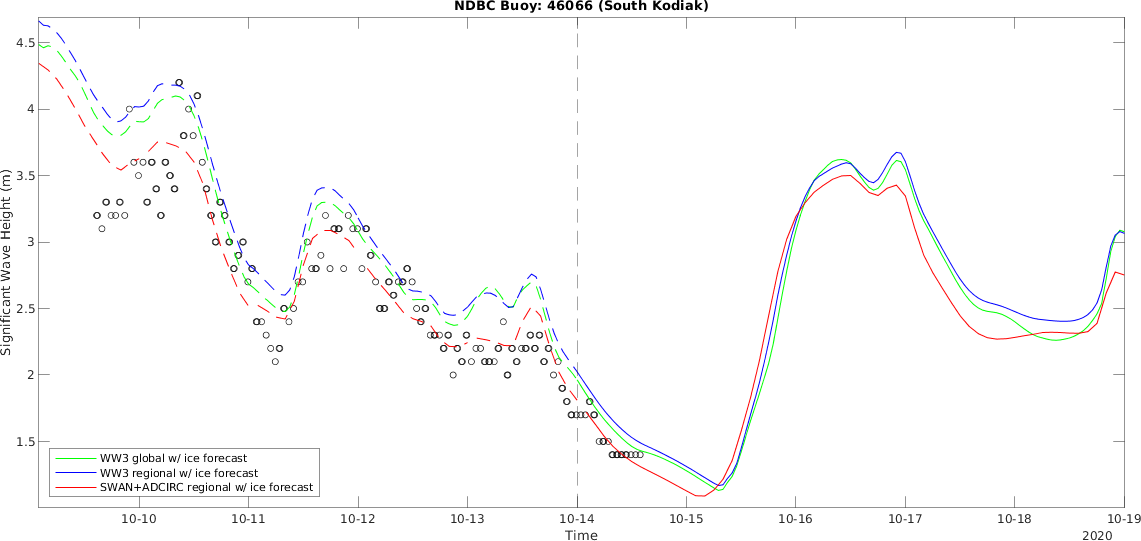 NDBC Buoy: 46066 (South Kodiak)
Significant Wave Height (m)
4.5
4
3.5
3
2.5
2
1.5
WW3 global w/ ice forecast
WW3 regional w/ ice forecast
SWAN+ADCIRC regional w/ ice forecast
10-10 10-11 10-12 10-13 10-14 10-15 10-16 10-17 10-18 10-19
Time
2020